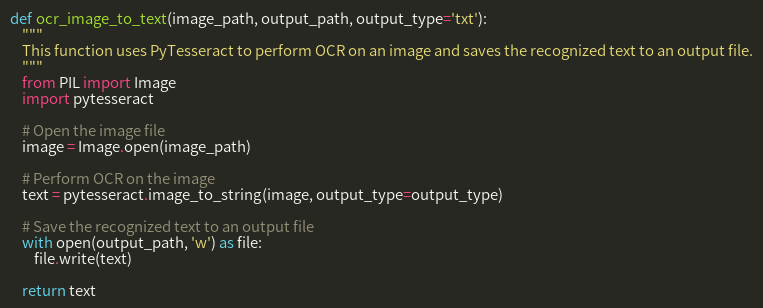 def ocr_image_to_text(image_path, output_path, output_type='txt'):
    """
    This function uses PyTesseract to perform OCR on an image and saves the recognized text to an output file.
    """
    from PIL import Image
    import pytesseract

    # Open the image file
    image = Image.open(image_path)

    # Perform OCR on the image
    text = pytesseract.image_to_string(image, output_type=output_type)

    # Save the recognized text to an output file
    with open(output_path, 'w') as file:
        file.write(text)

    return text